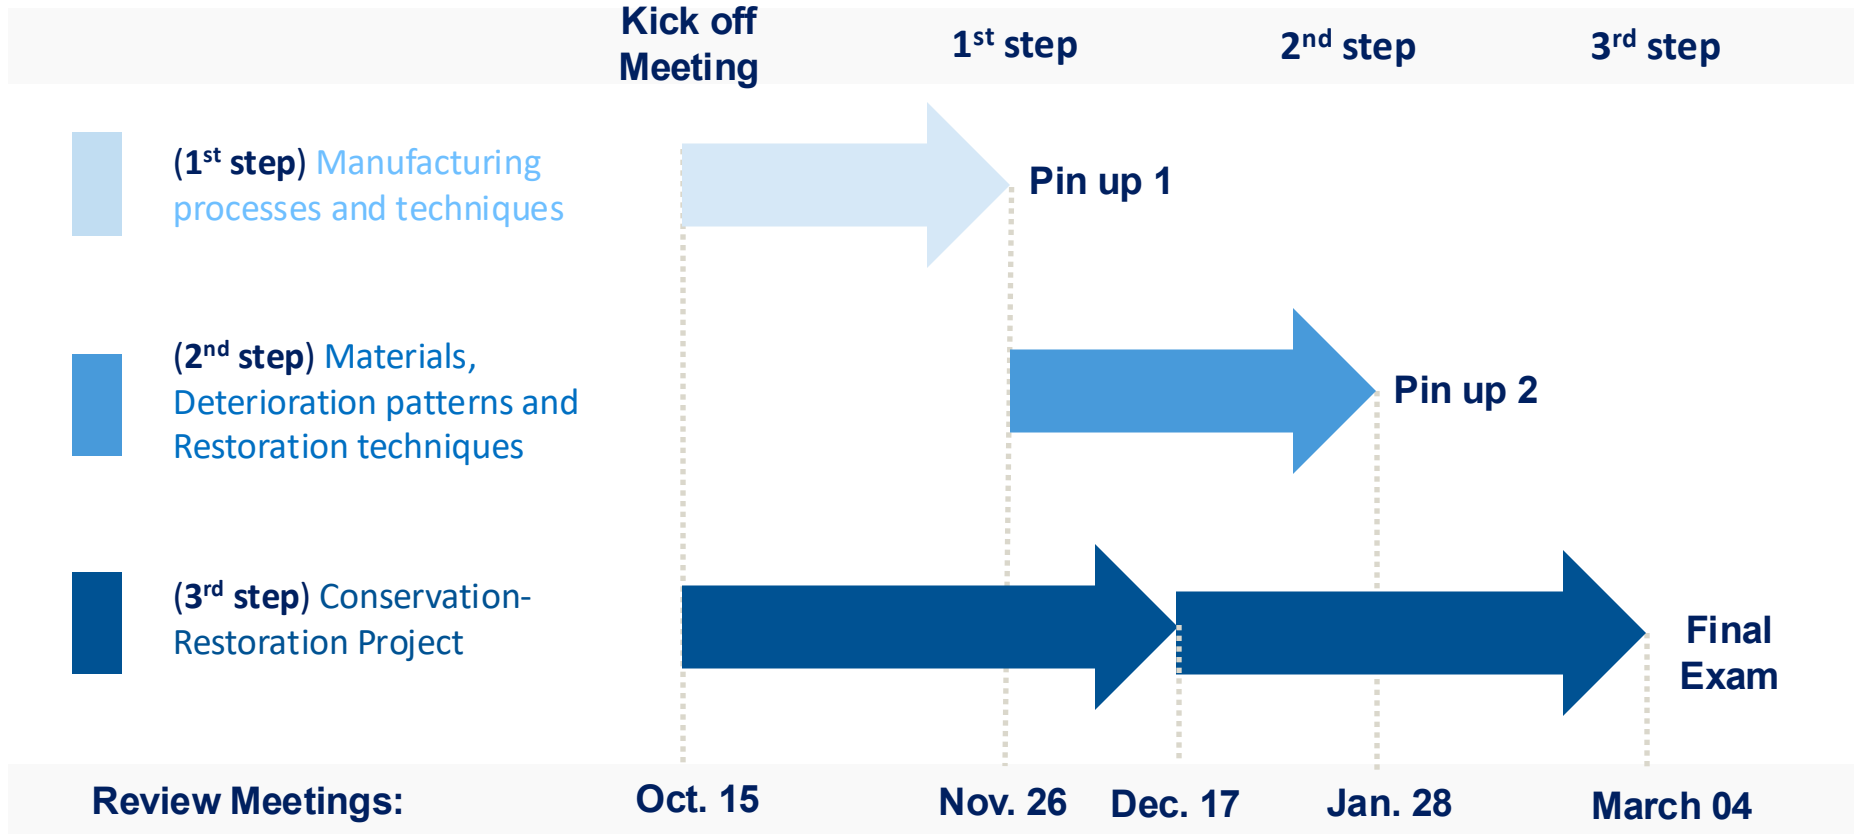 Kick off
Meeting
1st step
2nd step
3rd step
(1st step) Manufacturing
processes and techniques
Pin up 1
(2nd step) Materials,
Deterioration patterns and
Restoration techniques
Pin up 2
(3rd step) Conservation-
Restoration Project
Final
Exam
Review Meetings:
Oct. 15
Nov. 26
Dec. 17
Jan. 28
March 04